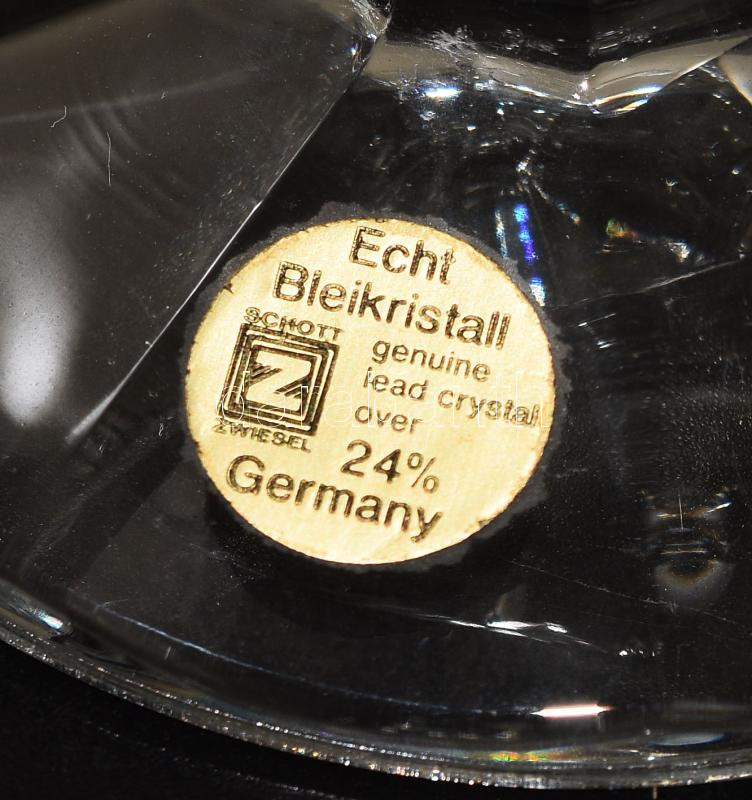 Echt
Bleikristall
SCHOTT
Z
ZWIESEL
genuine
lead crystal
over
24%
Germany